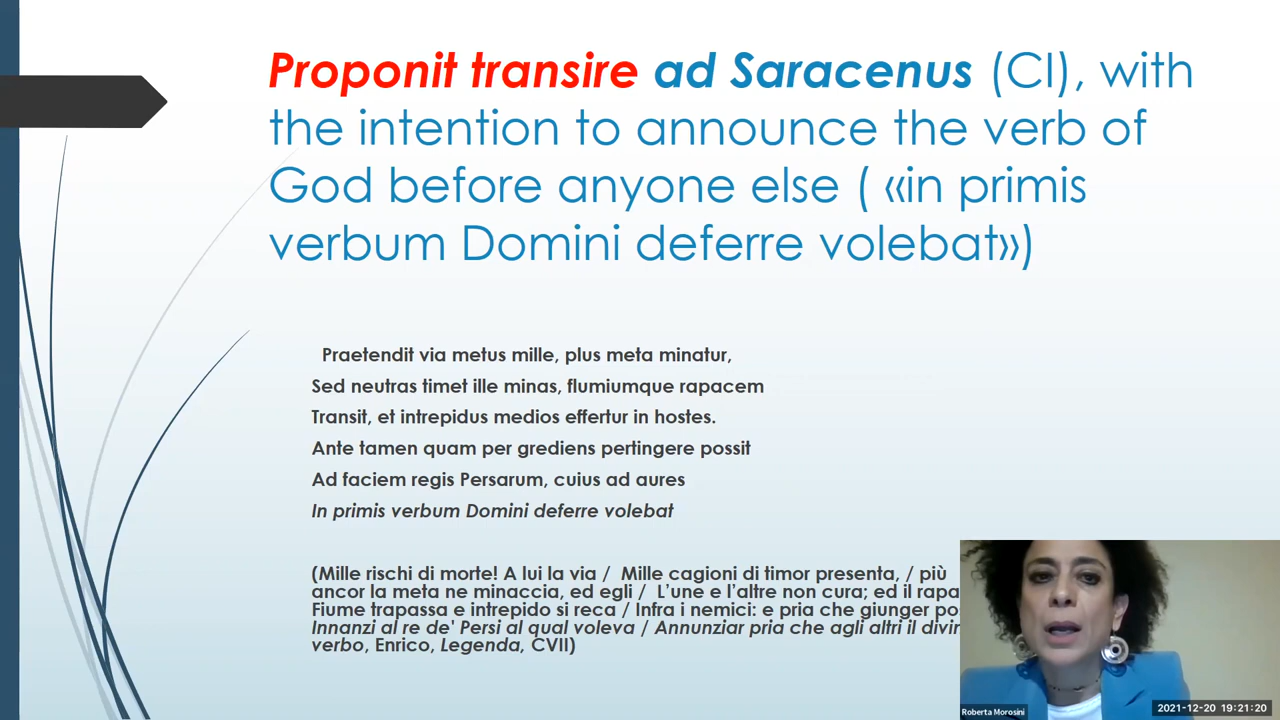 Proponit transire ad Saracenus (CI), with
the intention to announce the verb of
God before anyone else ( «in primis
verbum Domini deferre volebat»)
Praetendit via metus mille, plus meta minatur,
Sed neutras timet ille minas, flumiumque rapacem
Transit, et intrepidus medios effertur in hostes.
Ante tamen quam per grediens pertingere possit
Ad faciem regis Persarum, cuius ad aures
In primis verbum Domini deferre volebat
(Mille rischi di morte! A lui la via / Mille cagioni di timor presenta, / più
ancor la meta ne minaccia, ed egli / L'une e l'altre non cura; ed il
Fiume trapassa e intrepido si reca / Infra i nemici: e pria che giunger
Innanzi al re de' Persi al qual voleva / Annunziar pria che agli altri il
verbo, Enrico, Legenda, CVII)
Roberta Morosini
2021-12-20 19:21:20